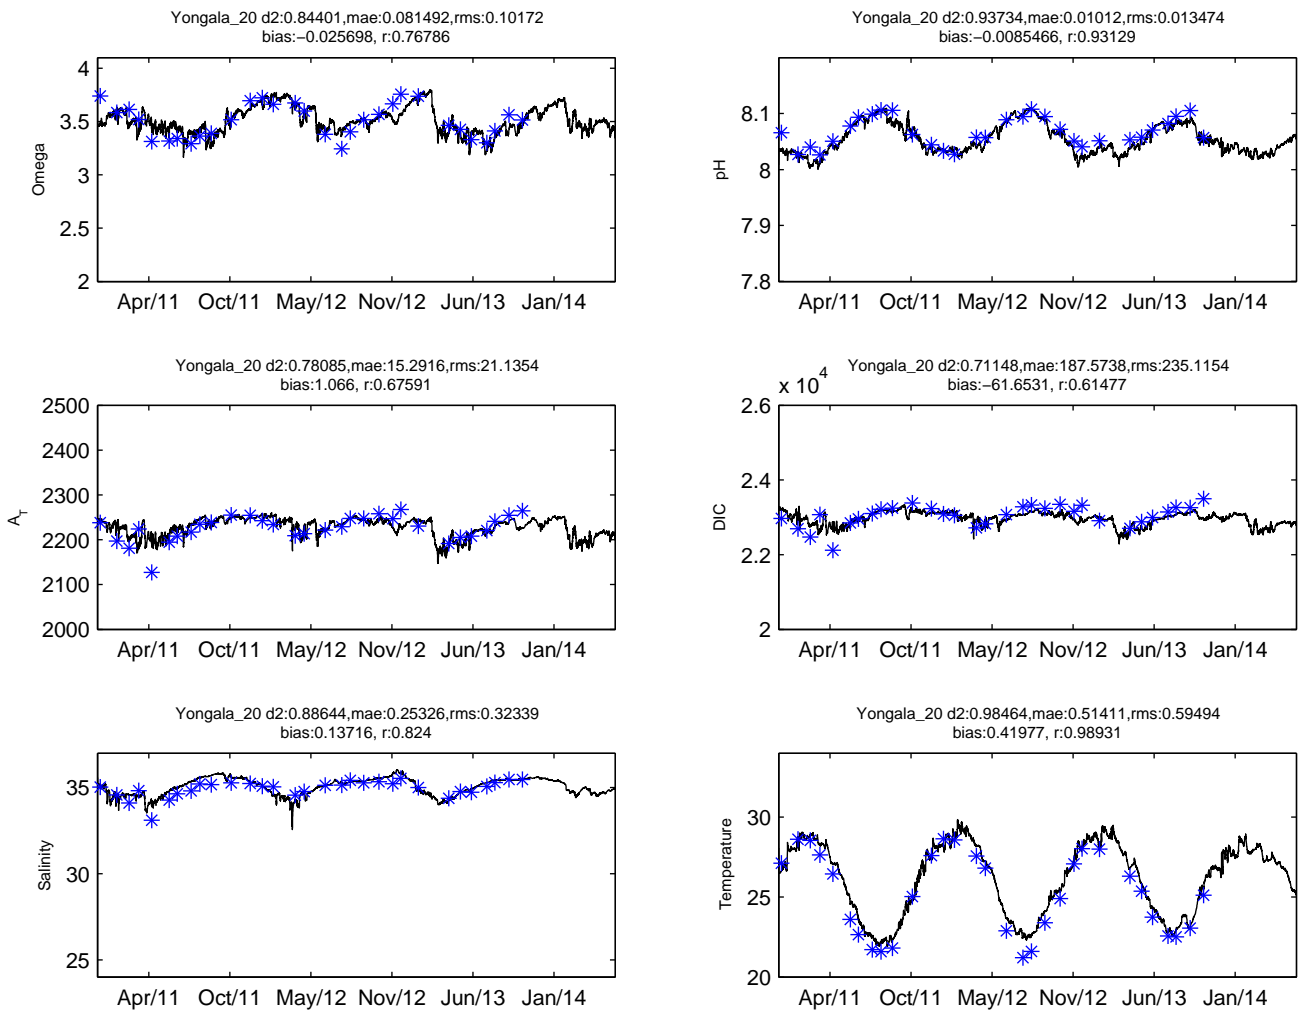 Yongala_20 d2:0.84401,mae:0.081492,rms:0.10172
bias:−0.025698, r:0.76786
4
3.5
3
2.5
2
Omega
Apr/11 Oct/11 May/12 Nov/12 Jun/13 Jan/14
Yongala_20 d2:0.93734,mae:0.01012,rms:0.013474
bias:−0.0085466, r:0.93129
8.1
8
7.9
7.8
pH
Apr/11 Oct/11 May/12 Nov/12 Jun/13 Jan/14
Yongala_20 d2:0.78085,mae:15.2916,rms:21.1354
bias:1.066, r:0.67591
2500
2400
2300
2200
2100
2000
A_T
Apr/11 Oct/11 May/12 Nov/12 Jun/13 Jan/14
Yongala_20 d2:0.71148,mae:187.5738,rms:235.1154
bias:−61.6531, r:0.61477
x 10^4
2.6
2.4
2.2
2
DIC
Apr/11 Oct/11 May/12 Nov/12 Jun/13 Jan/14
Yongala_20 d2:0.88644,mae:0.25326,rms:0.32339
bias:0.13716, r:0.824
35
30
25
Salinity
Apr/11 Oct/11 May/12 Nov/12 Jun/13 Jan/14
Yongala_20 d2:0.98464,mae:0.51411,rms:0.59494
bias:0.41977, r:0.98931
30
25
20
Temperature
Apr/11 Oct/11 May/12 Nov/12 Jun/13 Jan/14